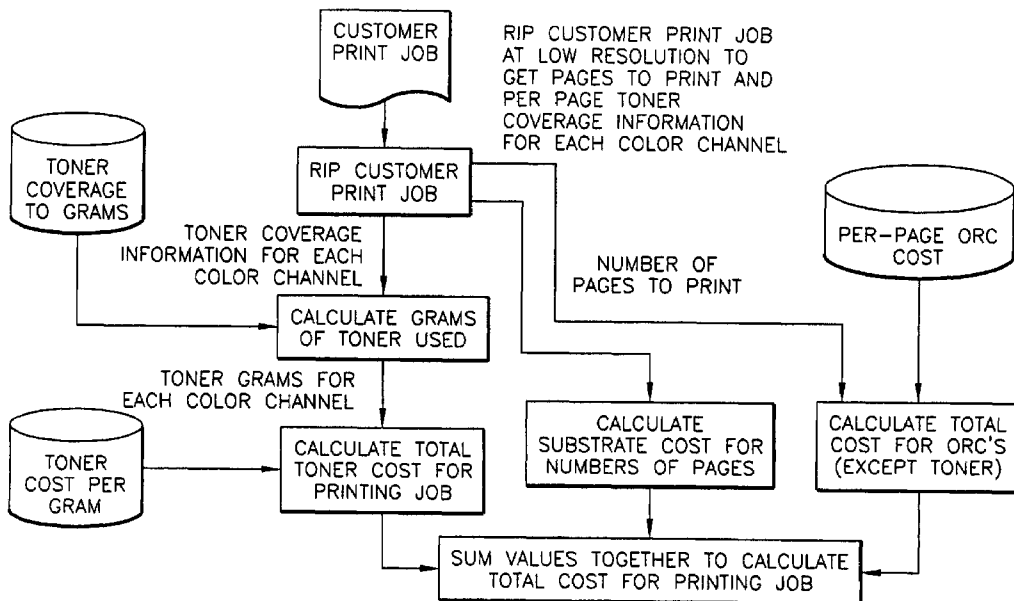 CUSTOMER
PRINT JOB
RIP CUSTOMER PRINT JOB
AT LOW RESOLUTION TO
GET PAGES TO PRINT AND
PER PAGE TONER
COVERAGE INFORMATION
FOR EACH COLOR CHANNEL
TONER
COVERAGE
TO GRAMS
RIP CUSTOMER
PRINT JOB
PER-PAGE ORC
COST
TONER COVERAGE
INFORMATION FOR EACH
COLOR CHANNEL
NUMBER OF
PAGES TO PRINT
CALCULATE GRAMS
OF TONER USED
TONER GRAMS FOR
EACH COLOR CHANNEL
TONER
COST PER
GRAM
CALCULATE TOTAL
TONER COST FOR
PRINTING JOB
CALCULATE
SUBSTRATE COST FOR
NUMBERS OF PAGES
CALCULATE TOTAL
COST FOR ORC'S
(EXCEPT TONER)
SUM VALUES TOGETHER TO CALCULATE
TOTAL COST FOR PRINTING JOB